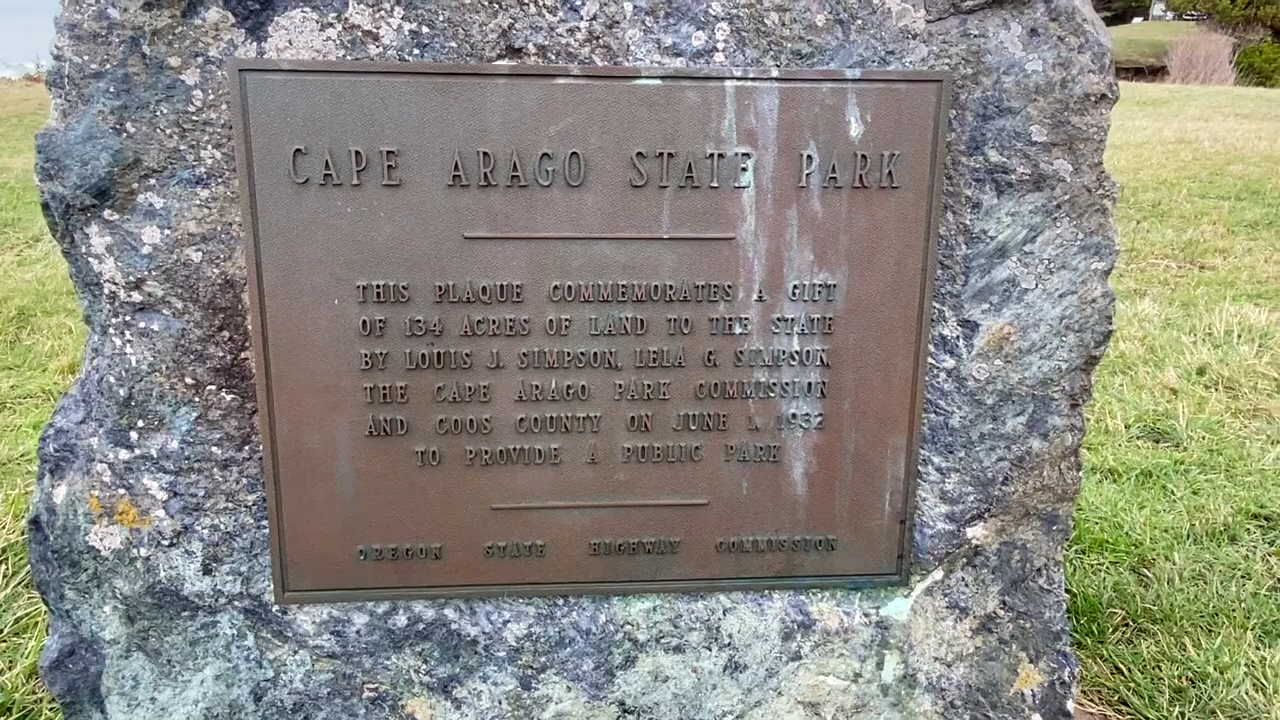 CAPE ARAGO STATE PARK
THIS PLAQUE COMMEMORATES A GIFT
OF 134 ACRES OF LAND TO THE STATE
BY LOUIS J. SIMPSON, LELA G. SIMPSON,
THE CAPE ARAGO PARK COMMISSION
AND COOS COUNTY ON JUNE 1, 1932
TO PROVIDE A PUBLIC PARK
OREGON STATE HIGHWAY COMMISSION